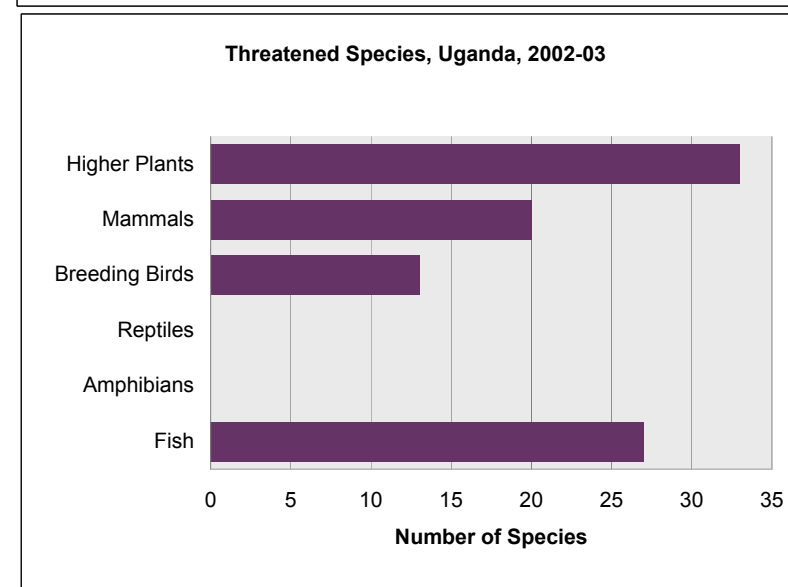 Threatened Species, Uganda, 2002-03
Higher Plants
Mammals
Breeding Birds
Reptiles
Amphibians
Fish
0 5 10 15 20 25 30 35
Number of Species